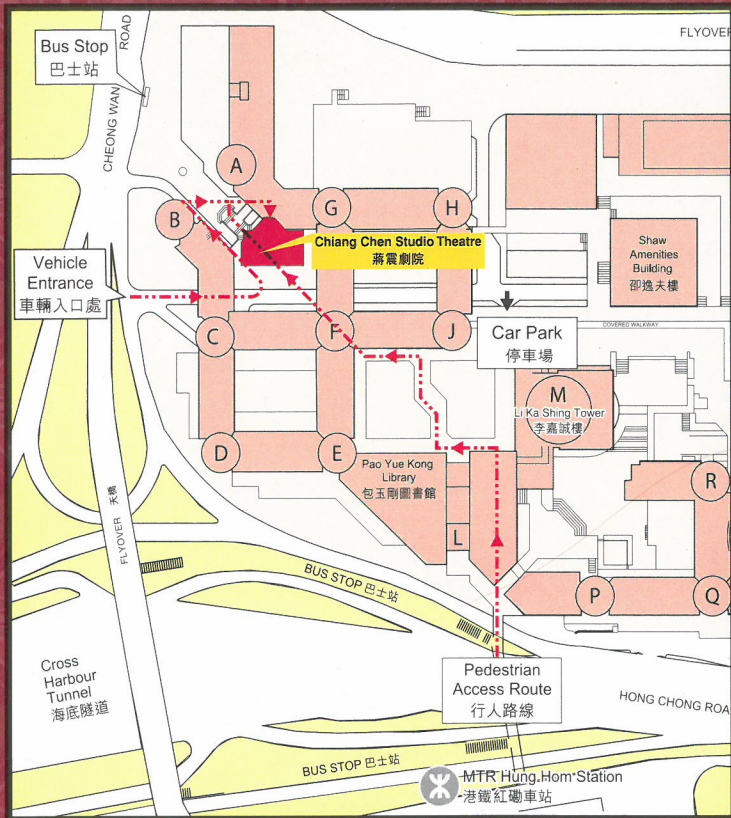 FLYOVER
Bus Stop
巴士站
CHEONG WAN ROAD
A
B
G
H
Chiang Chen Studio Theatre
蔣震劇院
Shaw
Amenities
Building
邵逸夫樓
Vehicle
Entrance
車輛入口處
C
F
J
Car Park
停車場
COVERED WALKWAY
M
Li Ka Shing Tower
李嘉誠樓
D
E
Pao Yue Kong
Library
包玉剛圖書館
R
L
FLYOVER 天橋
BUS STOP 巴士站
P
Q
Cross
Harbour
Tunnel
海底隧道
Pedestrian
Access Route
行人路線
HONG CHONG ROA
BUS STOP 巴士站
MTR Hung Hom Station
港鐵紅磡車站